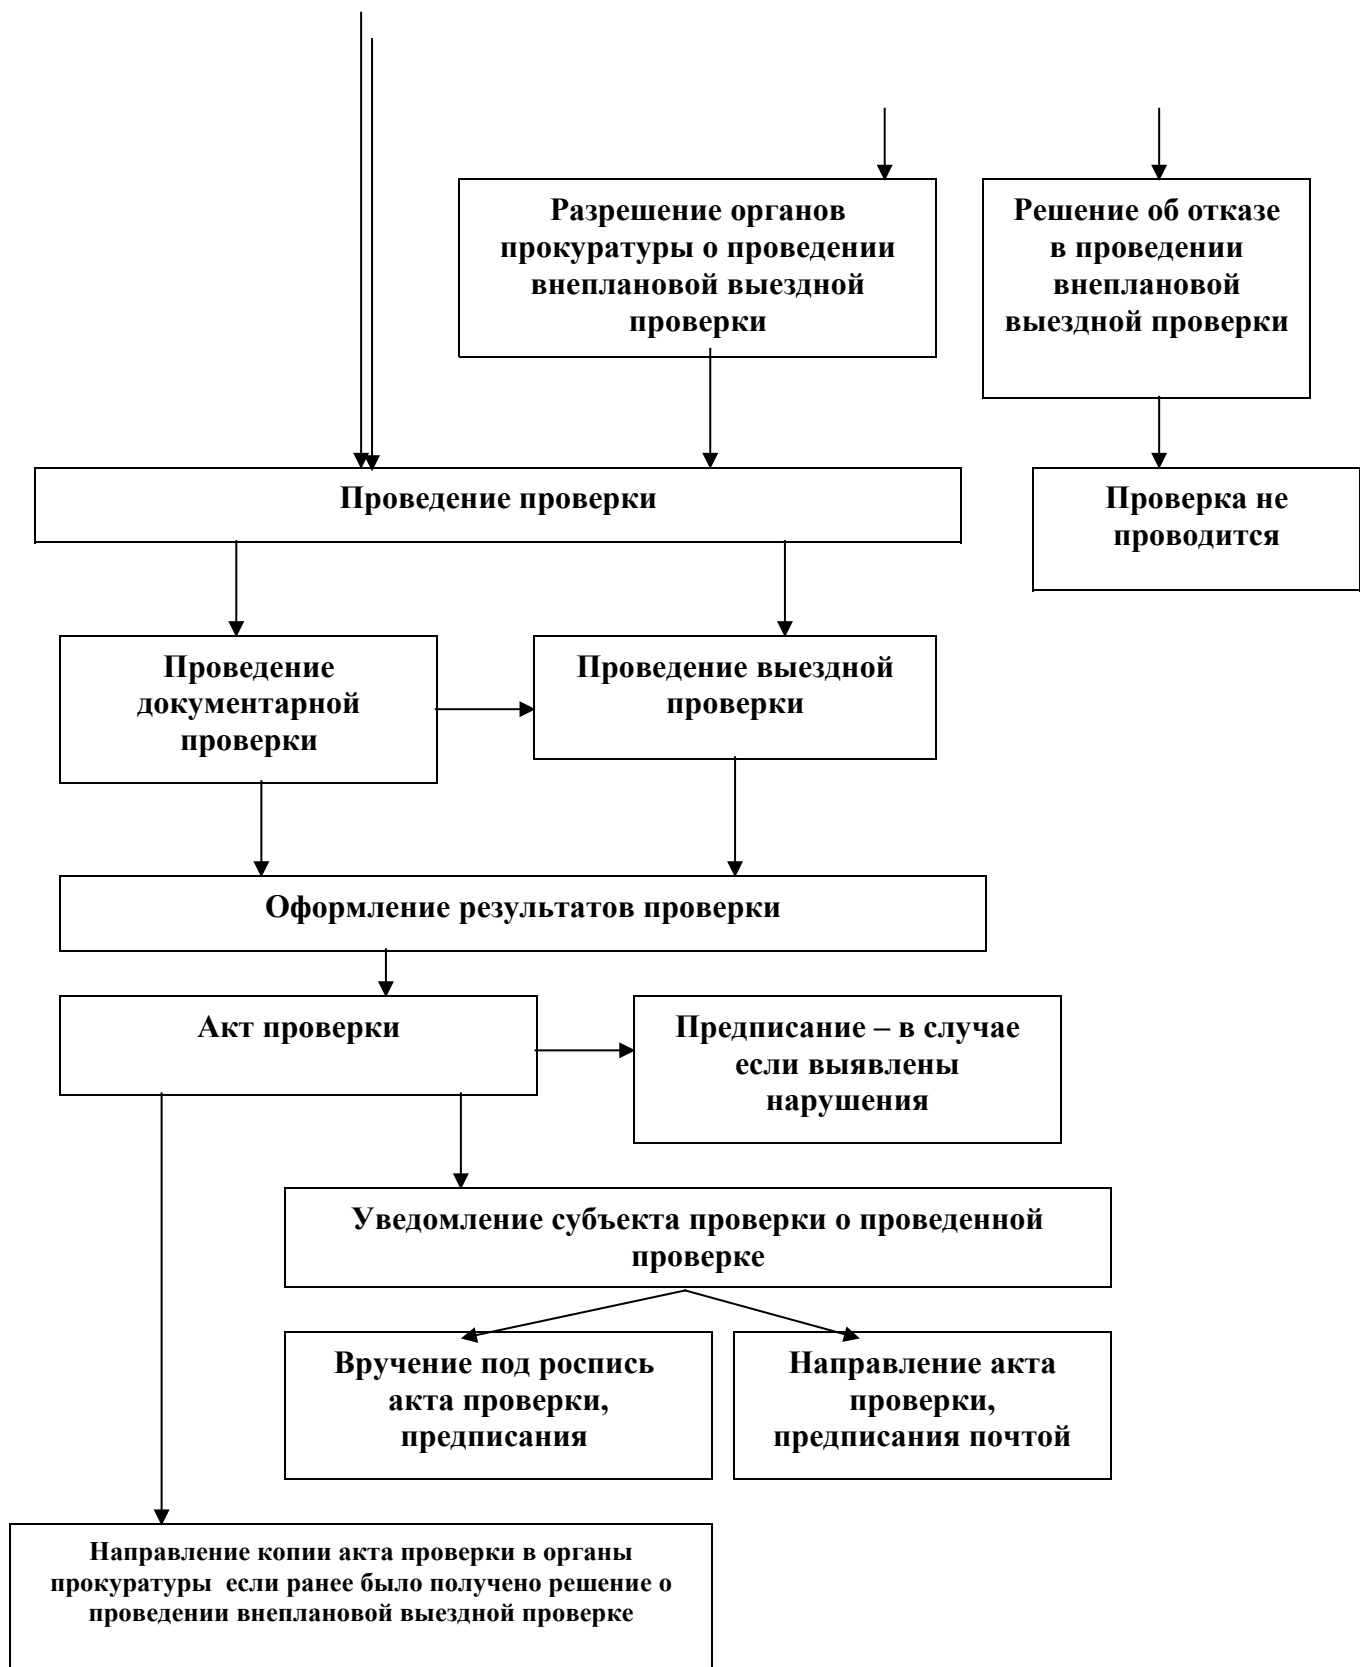 Разрешение органов
прокуратуры о проведении
внеплановой выездной
проверки
Решение об отказе
в проведении
внеплановой
выездной проверки
Проведение проверки
Проверка не
проводится
Проведение
документарной
проверки
Проведение выездной
проверки
Оформление результатов проверки
Акт проверки
Предписание – в случае
если выявлены
нарушения
Уведомление субъекта проверки о проведенной
проверке
Вручение под роспись
акта проверки,
предписания
Направление акта
проверки,
предписания почтой
Направление копии акта проверки в органы
прокуратуры  если ранее было получено решение о
проведении внеплановой выездной проверке